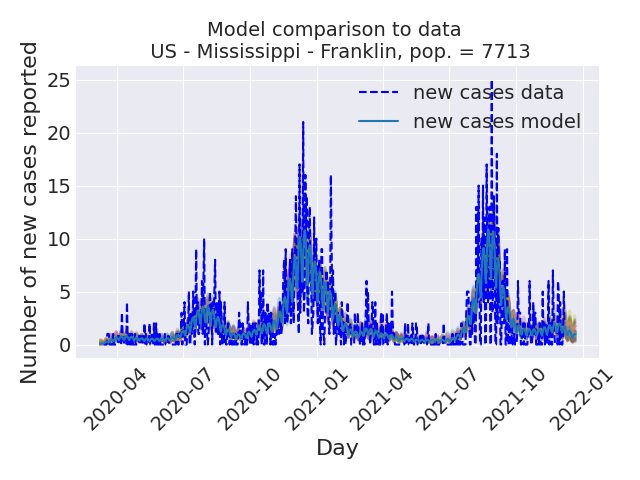 Model comparison to data
US - Mississippi - Franklin, pop. = 7713
Number of new cases reported
25
20
15
10
5
0
new cases data
new cases model
2020-04
2020-07
2020-10
2021-01
2021-04
2021-07
2021-10
2022-01
Day